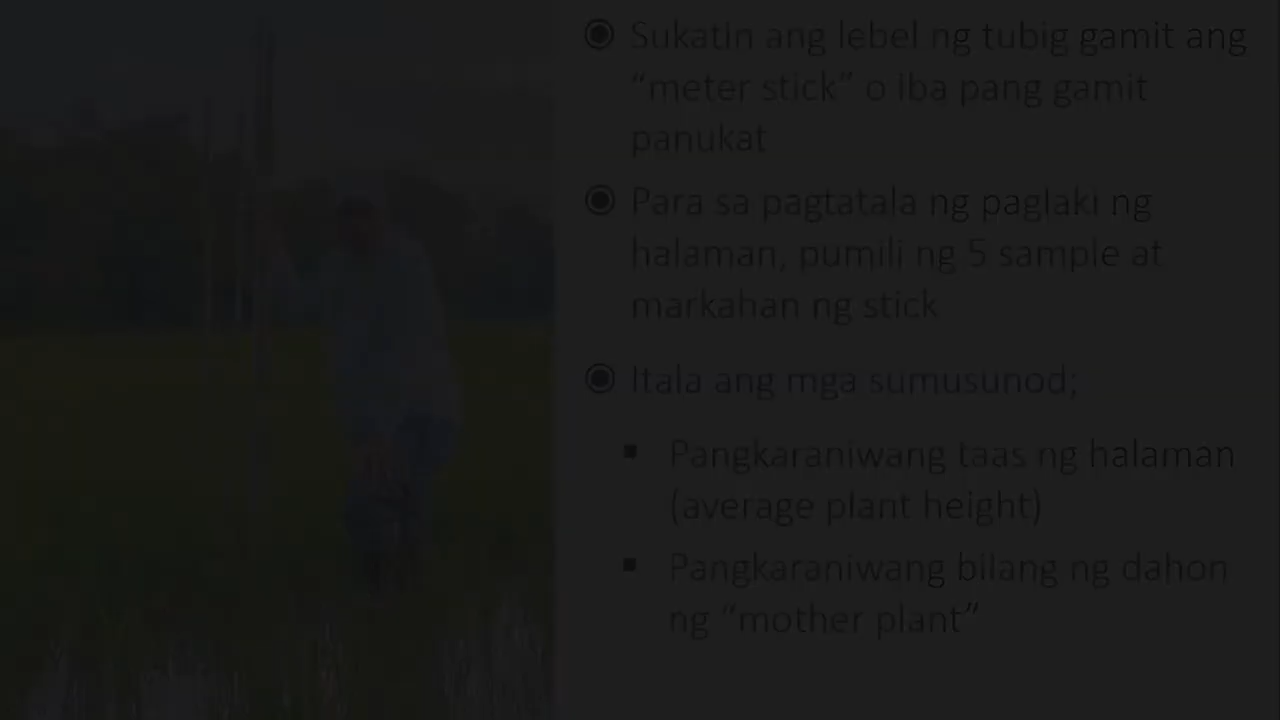 Sukatin ang lebel ng tubig gamit ang
“meter stick” o iba pang gamit
panukat
Para sa pagtatala ng paglaki ng
halaman, pumili ng 5 sample at
markahan ng stick
Itala ang mga sumusunod;
Pangkaraniwang taas ng halaman
(average plant height)
Pangkaraniwang bilang ng dahon
ng “mother plant”